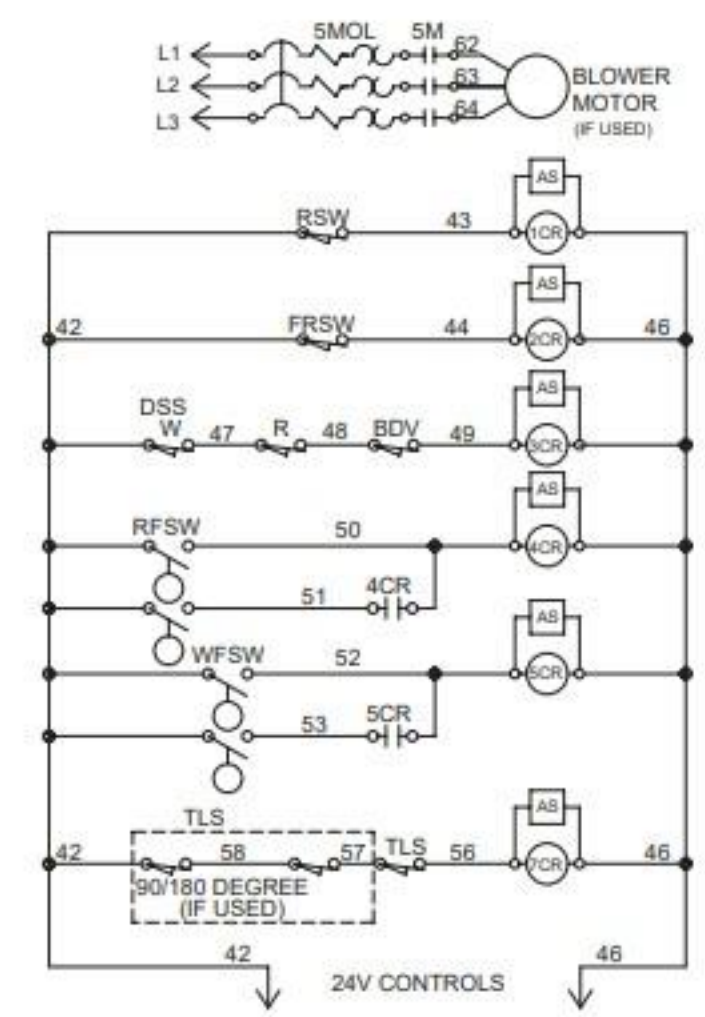 5MOL 5M
L1 62
L2 63 BLOWER
MOTOR
L3 64 (IF USED)
AS
RSW 43 1CR
AS
42 FRSW 44 2CR 46
AS
DSS
W 47 R 48 BDV 49 3CR
AS
RFSW 50 4CR
51 4CR
AS
WFSW 52 5CR
53 5CR
AS
TLS
42 58 57 TLS 56 7CR 46
90/180 DEGREE
(IF USED)
42 46
24V CONTROLS